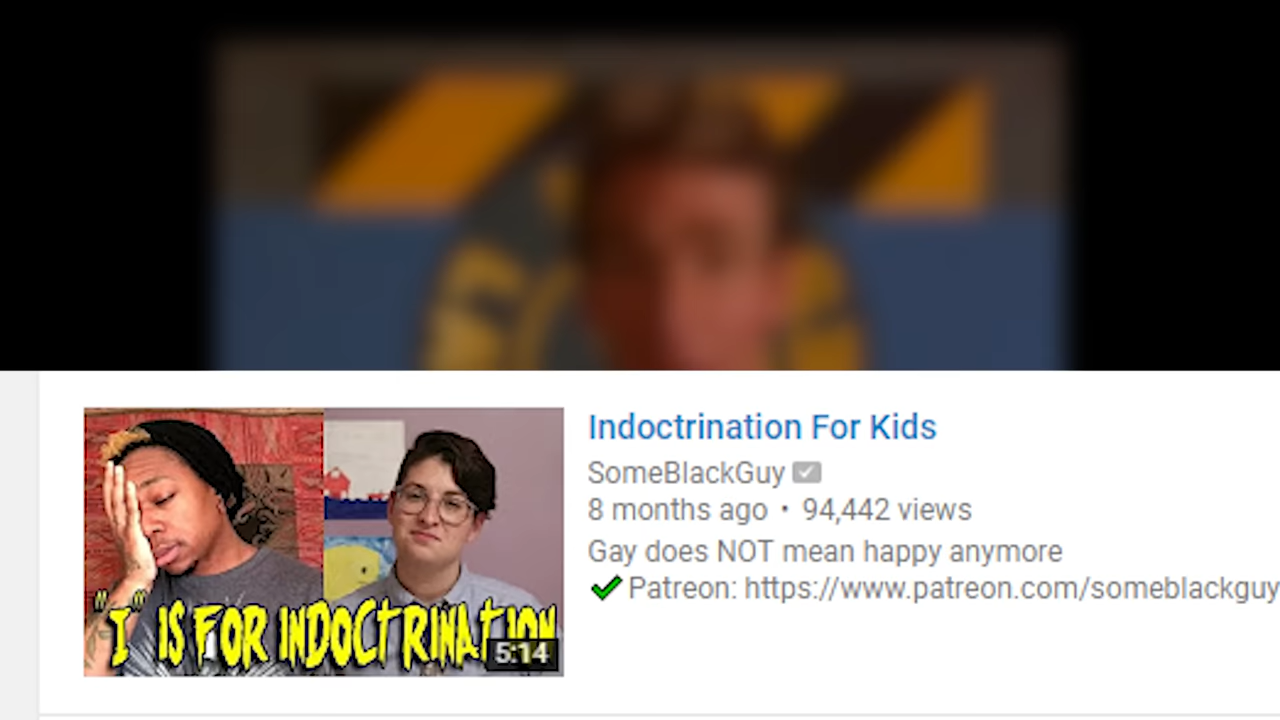 Indoctrination For Kids
SomeBlackGuy
8 months ago • 94,442 views
Gay does NOT mean happy anymore
Patreon: https://www.patreon.com/someblackguy
"I" IS FOR INDOCTRINATION
5:14